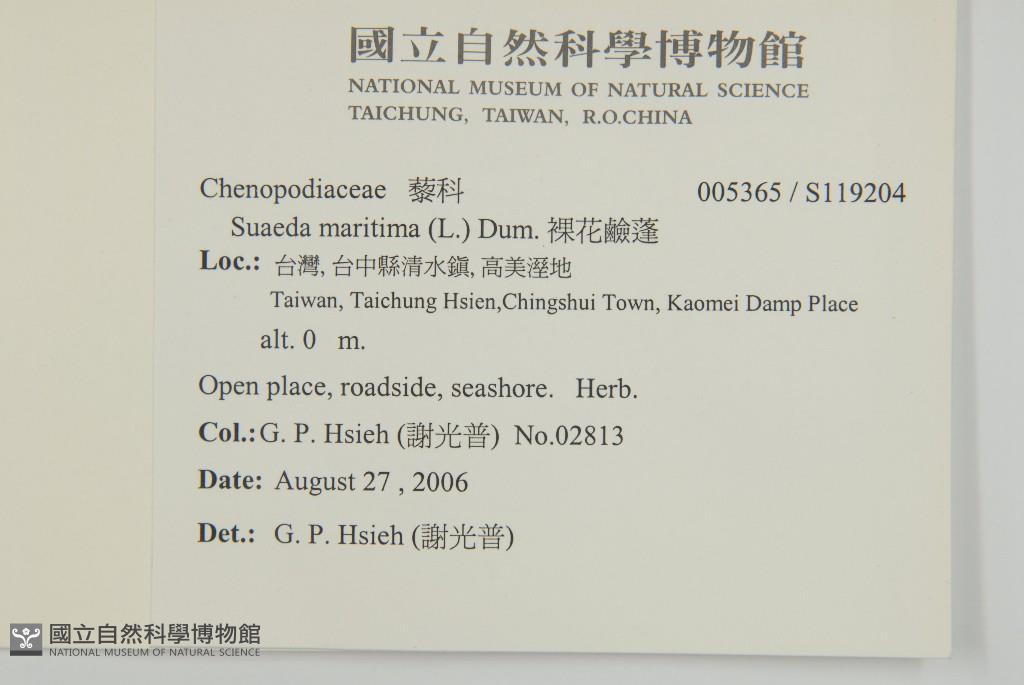 國立自然科學博物館
NATIONAL MUSEUM OF NATURAL SCIENCE
TAICHUNG, TAIWAN, R.O.CHINA
Chenopodiaceae 藜科 005365 / S119204
Suaeda maritima (L.) Dum. 裸花鹼蓬
Loc.: 台灣, 台中縣清水鎮, 高美溼地
Taiwan, Taichung Hsien,Chingshui Town, Kaomei Damp Place
alt. 0 m.
Open place, roadside, seashore. Herb.
Col.: G. P. Hsieh (謝光普) No.02813
Date: August 27 , 2006
Det.: G. P. Hsieh (謝光普)
國立自然科學博物館
NATIONAL MUSEUM OF NATURAL SCIENCE